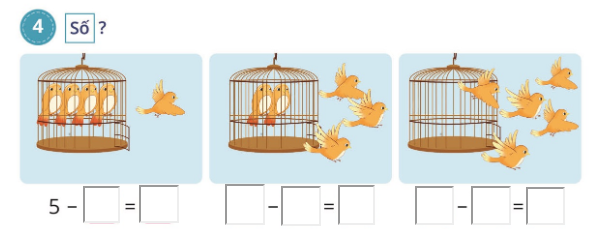 4 Số ?
5 – = – = – =